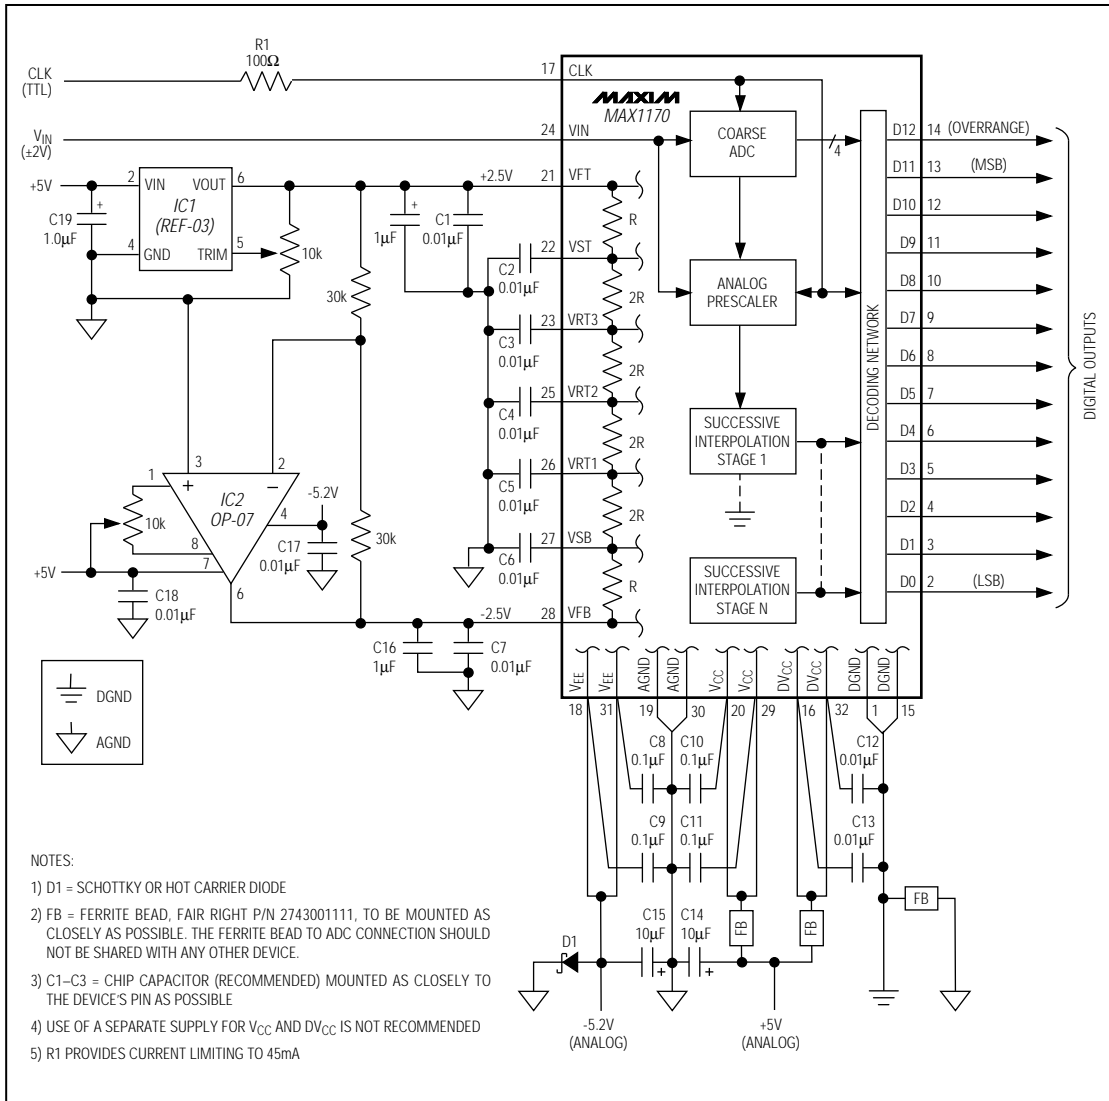 R1
100Ω
CLK
(TTL)
17
CLK
MAXIM
MAX1170
VIN
(±2V)
24
VIN
COARSE
ADC
4
D12
14
(OVERRANGE)
D11
13
(MSB)
D10
12
D9
11
D8
10
D7
9
D6
8
D5
7
D4
6
D3
5
D2
4
D1
3
D0
2
(LSB)
DECODING NETWORK
DIGITAL OUTPUTS
+5V
2
VIN
VOUT
6
IC1
(REF-03)
C19
1.0µF
+
4
GND
TRIM
5
10k
+2.5V
21
VFT
+
1µF
C1
0.01µF
R
22
VST
C2
0.01µF
30k
2R
ANALOG
PRESCALER
23
VRT3
C3
0.01µF
2R
25
VRT2
C4
0.01µF
2R
SUCCESSIVE
INTERPOLATION
STAGE 1
26
VRT1
C5
0.01µF
2R
27
VSB
C6
0.01µF
R
SUCCESSIVE
INTERPOLATION
STAGE N
28
VFB
-2.5V
3
2
1
+
−
IC2
OP-07
-5.2V
4
10k
8
7
C17
0.01µF
30k
+5V
6
C18
0.01µF
C16
1µF
C7
0.01µF
DGND
AGND
VEE
VEE
AGND
AGND
VCC
VCC
DVCC
DVCC
DGND
DGND
18
31
19
30
20
29
16
32
1
15
C8
0.1µF
C10
0.1µF
C12
0.01µF
C9
0.1µF
C11
0.1µF
C13
0.01µF
FB
FB
FB
D1
C15
10µF
+
C14
10µF
+
-5.2V
(ANALOG)
+5V
(ANALOG)
NOTES:
1) D1 = SCHOTTKY OR HOT CARRIER DIODE
2) FB = FERRITE BEAD, FAIR RIGHT P/N 2743001111, TO BE MOUNTED AS
CLOSELY AS POSSIBLE. THE FERRITE BEAD TO ADC CONNECTION SHOULD
NOT BE SHARED WITH ANY OTHER DEVICE.
3) C1–C3 = CHIP CAPACITOR (RECOMMENDED) MOUNTED AS CLOSELY TO
THE DEVICE'S PIN AS POSSIBLE
4) USE OF A SEPARATE SUPPLY FOR VCC AND DVCC IS NOT RECOMMENDED
5) R1 PROVIDES CURRENT LIMITING TO 45mA